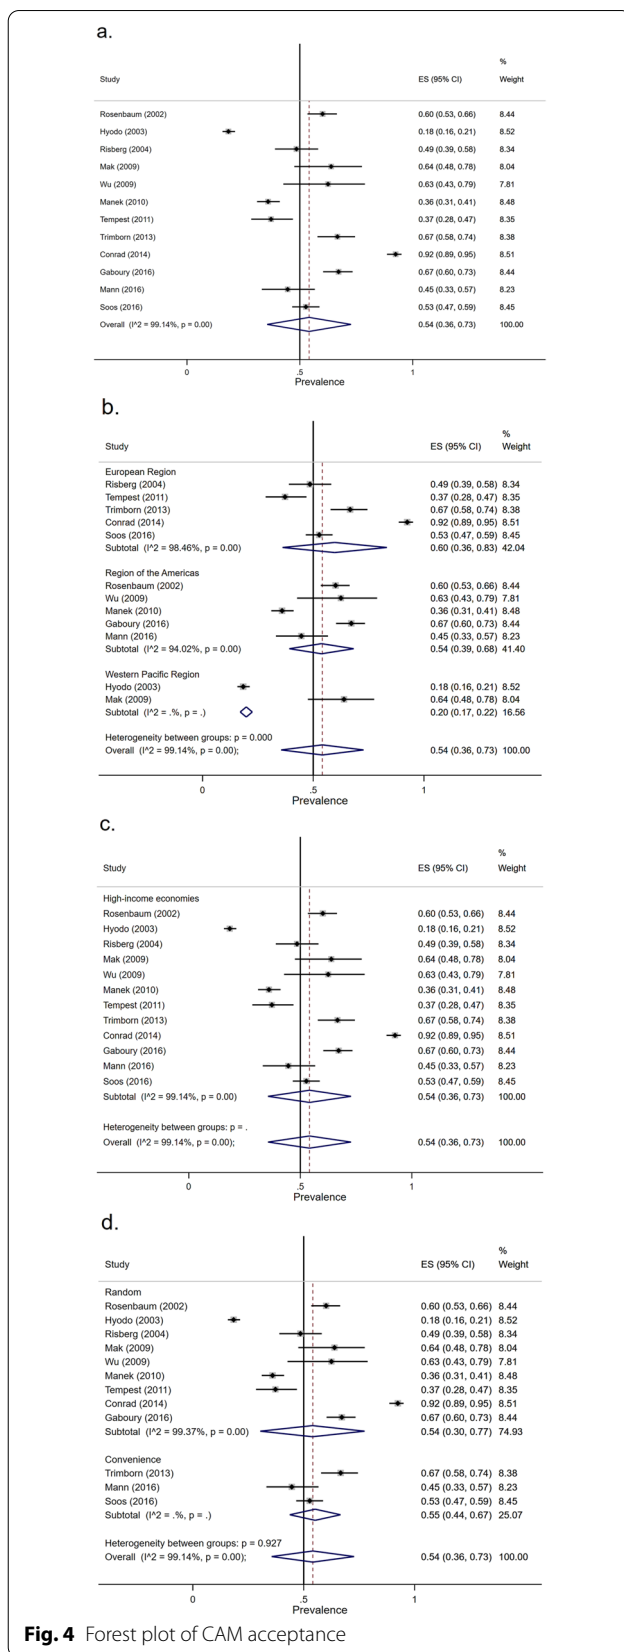 a.
%
Study ES (95% CI) Weight
Rosenbaum (2002) 0.60 (0.53, 0.66) 8.44
Hyodo (2003) 0.18 (0.16, 0.21) 8.52
Risberg (2004) 0.49 (0.39, 0.58) 8.34
Mak (2009) 0.64 (0.48, 0.78) 8.04
Wu (2009) 0.63 (0.43, 0.79) 7.81
Manek (2010) 0.36 (0.31, 0.41) 8.48
Tempest (2011) 0.37 (0.28, 0.47) 8.35
Trimborn (2013) 0.67 (0.58, 0.74) 8.38
Conrad (2014) 0.92 (0.89, 0.95) 8.51
Gaboury (2016) 0.67 (0.60, 0.73) 8.44
Mann (2016) 0.45 (0.33, 0.57) 8.23
Soos (2016) 0.53 (0.47, 0.59) 8.45
Overall (I^2 = 99.14%, p = 0.00) 0.54 (0.36, 0.73) 100.00
0 .5 1
Prevalence
b.
%
Study ES (95% CI) Weight
European Region
Risberg (2004) 0.49 (0.39, 0.58) 8.34
Tempest (2011) 0.37 (0.28, 0.47) 8.35
Trimborn (2013) 0.67 (0.58, 0.74) 8.38
Conrad (2014) 0.92 (0.89, 0.95) 8.51
Soos (2016) 0.53 (0.47, 0.59) 8.45
Subtotal (I^2 = 98.46%, p = 0.00) 0.60 (0.36, 0.83) 42.04
Region of the Americas
Rosenbaum (2002) 0.60 (0.53, 0.66) 8.44
Wu (2009) 0.63 (0.43, 0.79) 7.81
Manek (2010) 0.36 (0.31, 0.41) 8.48
Gaboury (2016) 0.67 (0.60, 0.73) 8.44
Mann (2016) 0.45 (0.33, 0.57) 8.23
Subtotal (I^2 = 94.02%, p = 0.00) 0.54 (0.39, 0.68) 41.40
Western Pacific Region
Hyodo (2003) 0.18 (0.16, 0.21) 8.52
Mak (2009) 0.64 (0.48, 0.78) 8.04
Subtotal (I^2 = .%, p = .) 0.20 (0.17, 0.22) 16.56
Heterogeneity between groups: p = 0.000
Overall (I^2 = 99.14%, p = 0.00); 0.54 (0.36, 0.73) 100.00
0 .5 1
Prevalence
c.
%
Study ES (95% CI) Weight
High-income economies
Rosenbaum (2002) 0.60 (0.53, 0.66) 8.44
Hyodo (2003) 0.18 (0.16, 0.21) 8.52
Risberg (2004) 0.49 (0.39, 0.58) 8.34
Mak (2009) 0.64 (0.48, 0.78) 8.04
Wu (2009) 0.63 (0.43, 0.79) 7.81
Manek (2010) 0.36 (0.31, 0.41) 8.48
Tempest (2011) 0.37 (0.28, 0.47) 8.35
Trimborn (2013) 0.67 (0.58, 0.74) 8.38
Conrad (2014) 0.92 (0.89, 0.95) 8.51
Gaboury (2016) 0.67 (0.60, 0.73) 8.44
Mann (2016) 0.45 (0.33, 0.57) 8.23
Soos (2016) 0.53 (0.47, 0.59) 8.45
Subtotal (I^2 = 99.14%, p = 0.00) 0.54 (0.36, 0.73) 100.00
Heterogeneity between groups: p = .
Overall (I^2 = 99.14%, p = 0.00); 0.54 (0.36, 0.73) 100.00
0 .5 1
Prevalence
d.
%
Study ES (95% CI) Weight
Random
Rosenbaum (2002) 0.60 (0.53, 0.66) 8.44
Hyodo (2003) 0.18 (0.16, 0.21) 8.52
Risberg (2004) 0.49 (0.39, 0.58) 8.34
Mak (2009) 0.64 (0.48, 0.78) 8.04
Wu (2009) 0.63 (0.43, 0.79) 7.81
Manek (2010) 0.36 (0.31, 0.41) 8.48
Tempest (2011) 0.37 (0.28, 0.47) 8.35
Conrad (2014) 0.92 (0.89, 0.95) 8.51
Gaboury (2016) 0.67 (0.60, 0.73) 8.44
Subtotal (I^2 = 99.37%, p = 0.00) 0.54 (0.30, 0.77) 74.93
Convenience
Trimborn (2013) 0.67 (0.58, 0.74) 8.38
Mann (2016) 0.45 (0.33, 0.57) 8.23
Soos (2016) 0.53 (0.47, 0.59) 8.45
Subtotal (I^2 = .%, p = .) 0.55 (0.44, 0.67) 25.07
Heterogeneity between groups: p = 0.927
Overall (I^2 = 99.14%, p = 0.00); 0.54 (0.36, 0.73) 100.00
0 .5 1
Prevalence
Fig. 4 Forest plot of CAM acceptance